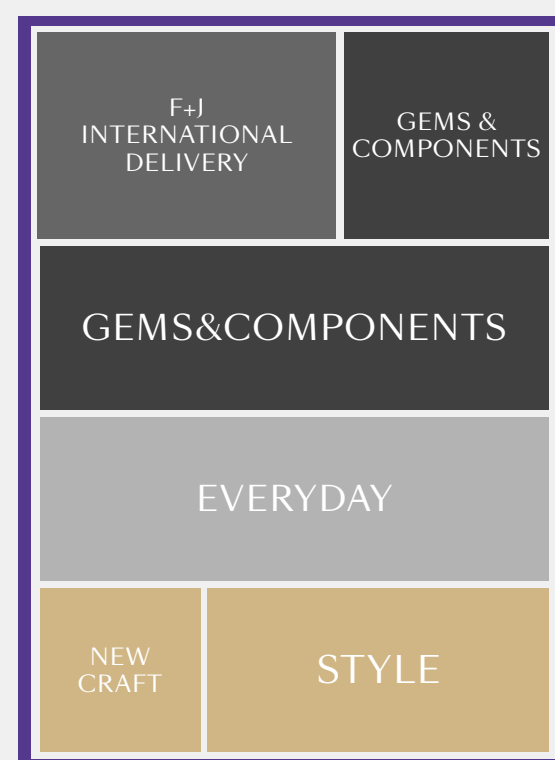 F+J
INTERNATIONAL
DELIVERY
GEMS &
COMPONENTS
GEMS&COMPONENTS
EVERYDAY
NEW
CRAFT
STYLE